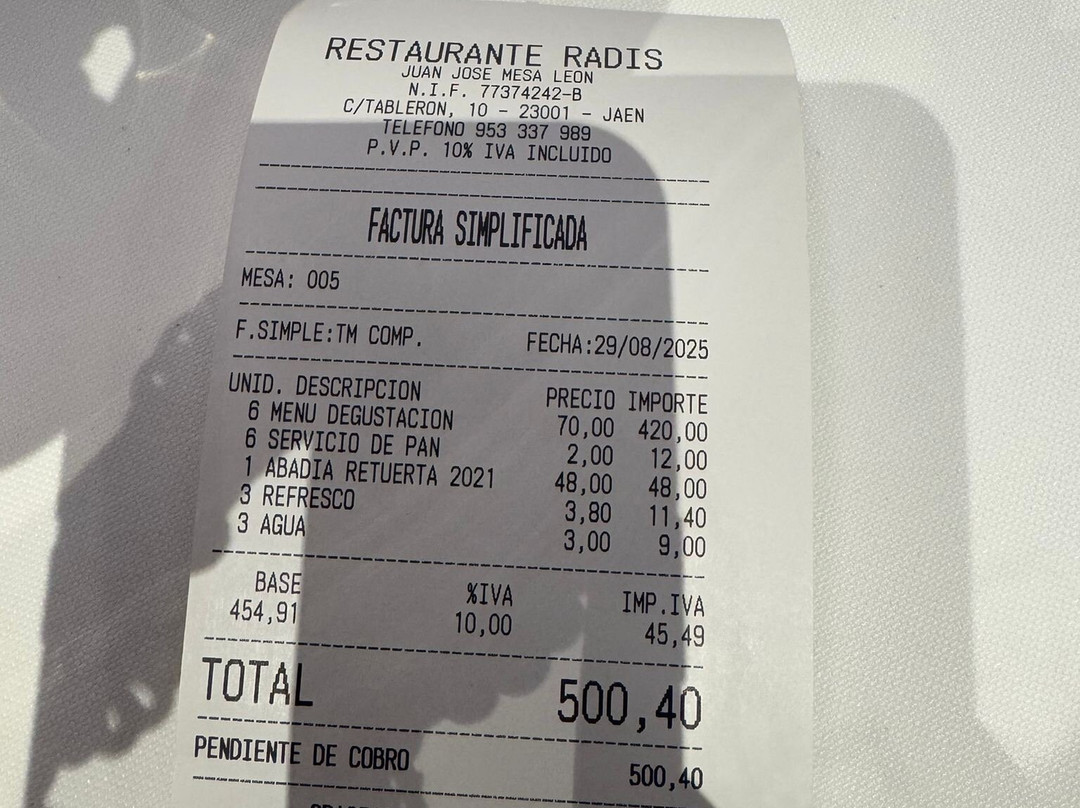 RESTAURANTE RADIS
JUAN JOSE MESA LEON
N.I.F. 77374242-B
C/TABLERON, 10 - 23001 - JAEN
TELEFONO 953 337 989
P.V.P. 10% IVA INCLUIDO
FACTURA SIMPLIFICADA
MESA: 005
F.SIMPLE:TM COMP. FECHA:29/08/2025
UNID. DESCRIPCION PRECIO IMPORTE
6 MENU DEGUSTACION 70,00 420,00
6 SERVICIO DE PAN 2,00 12,00
1 ABADIA RETUERTA 2021 48,00 48,00
3 REFRESCO 3,80 11,40
3 AGUA 3,00 9,00
BASE %IVA IMP.IVA
454,91 10,00 45,49
TOTAL 500,40
PENDIENTE DE COBRO 500,40